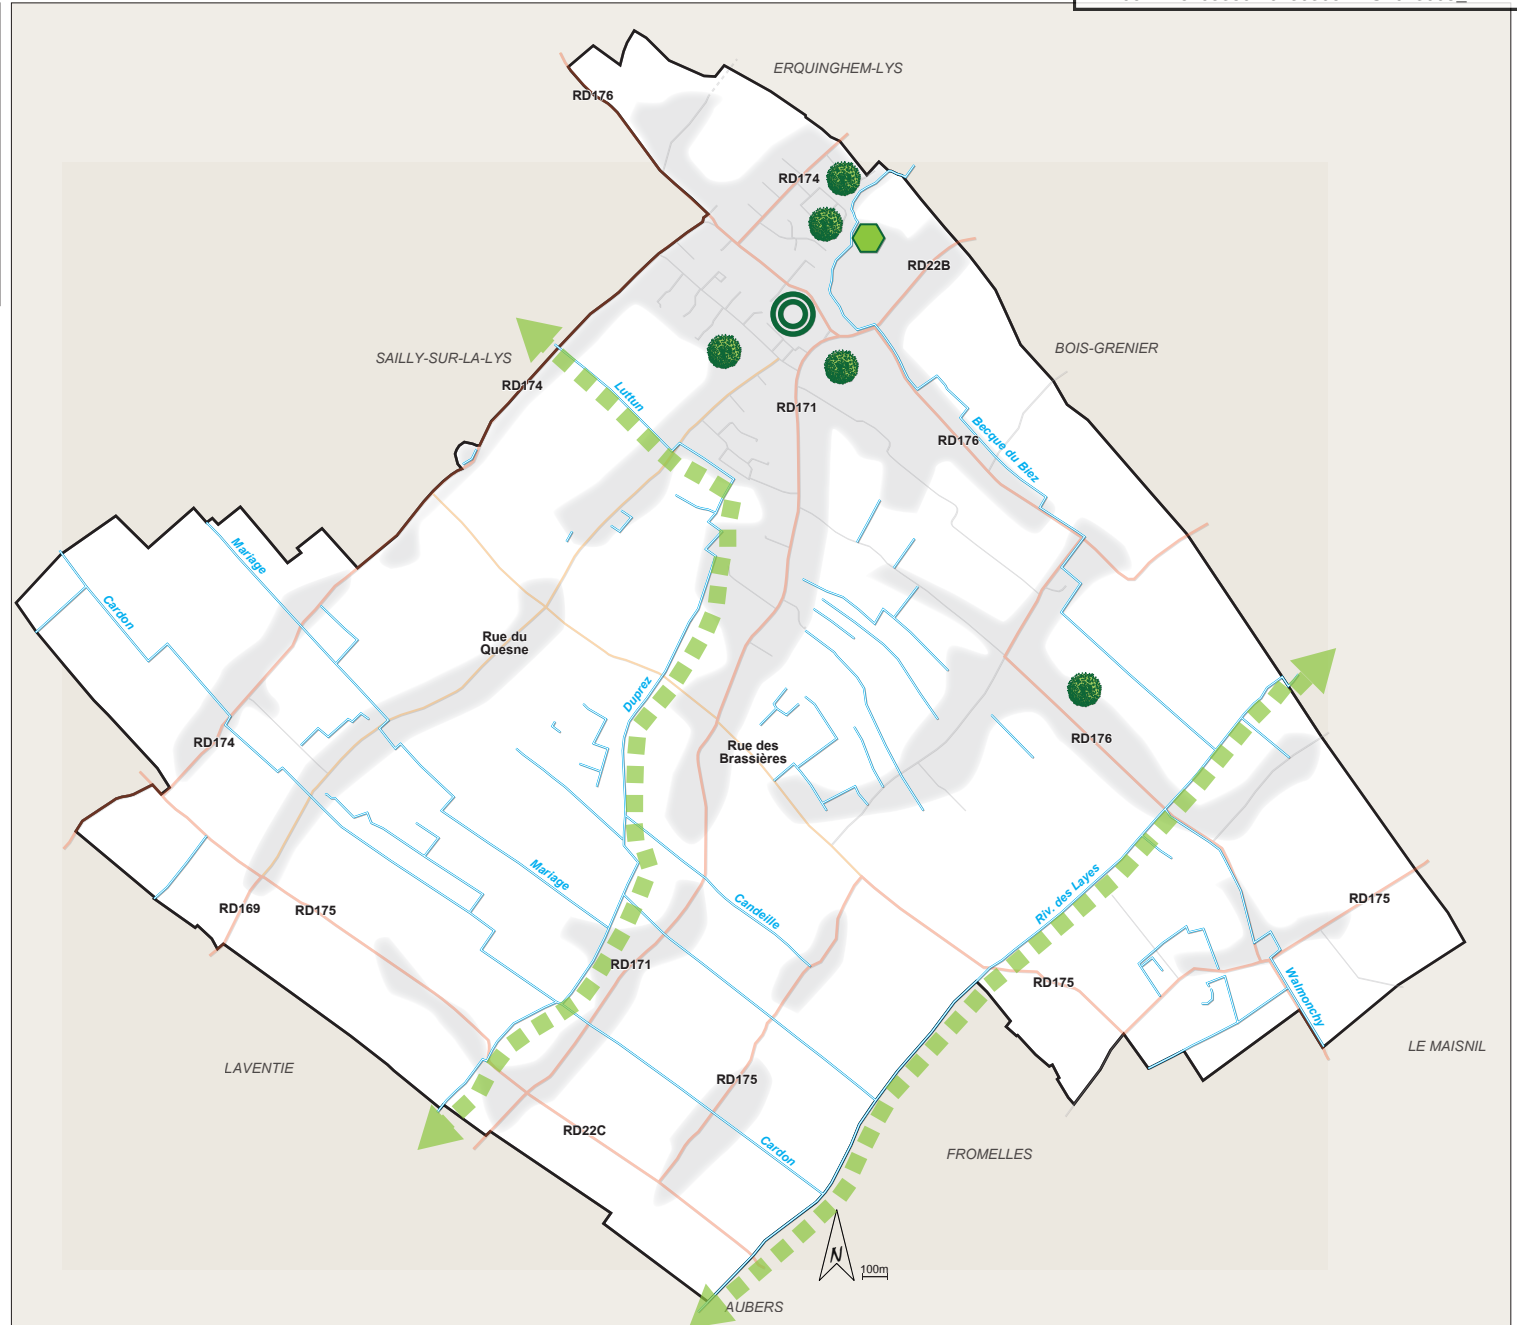 ERQUINGHEM-LYS
RD176
RD174
RD22B
BOIS-GRENIER
SAILLY-SUR-LA-LYS
RD174
Luttun
RD171
RD176
Becque du Biez
Mariage
Cardon
Rue du
Quesne
Duprez
RD174
Rue des
Brassières
RD176
Mariage
Candeille
Riv. des Layes
RD169
RD175
RD175
RD171
RD175
Walmonchy
LE MAISNIL
LAVENTIE
RD175
RD22C
Cardon
FROMELLES
N
100m
AUBERS